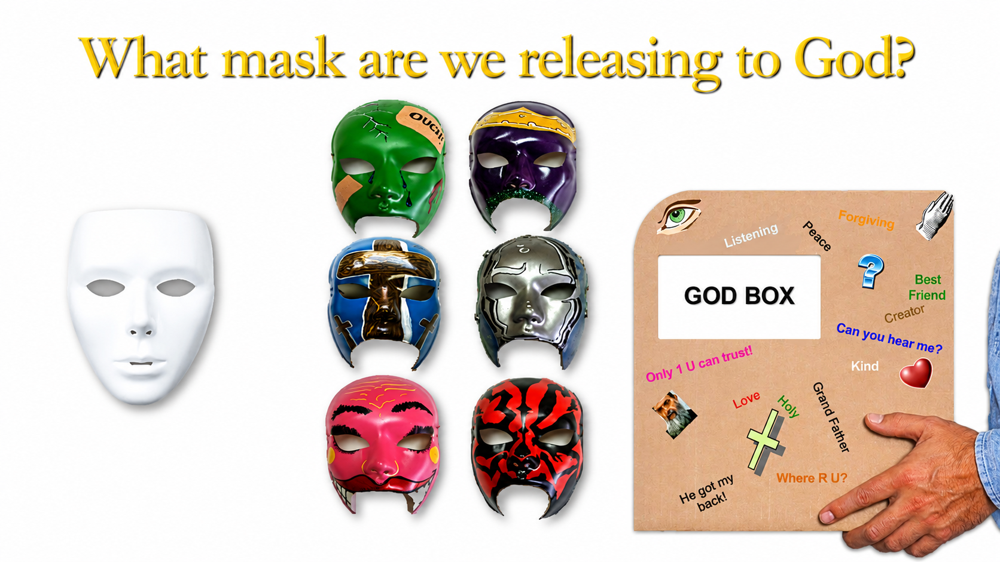 What mask are we releasing to God?
OUCH!
Listening
Peace
Forgiving
GOD BOX
Best
Friend
Creator
Can you hear me?
Only 1 U can trust!
Kind
Love
Holy
Grand Father
He got my
back!
Where R U?